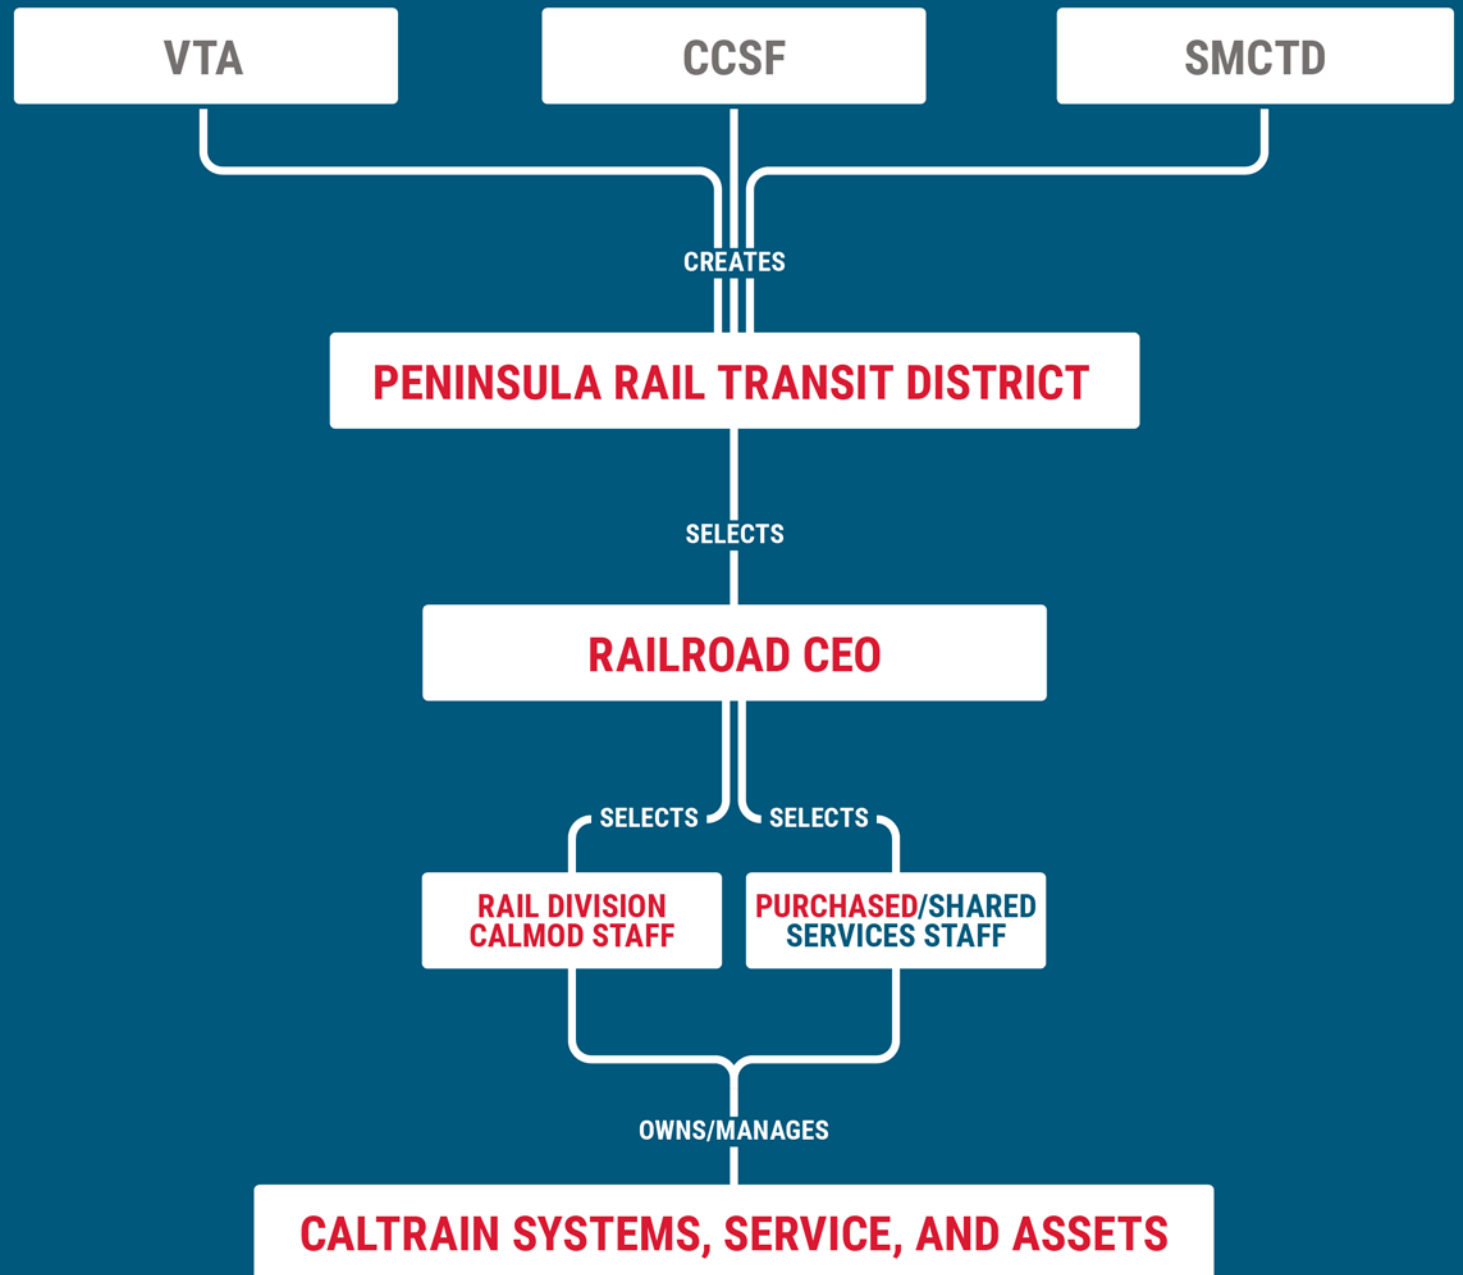 VTA
CCSF
SMCTD
CREATES
PENINSULA RAIL TRANSIT DISTRICT
SELECTS
RAILROAD CEO
SELECTS
SELECTS
RAIL DIVISION
CALMOD STAFF
PURCHASED/SHARED
SERVICES STAFF
OWNS/MANAGES
CALTRAIN SYSTEMS, SERVICE, AND ASSETS